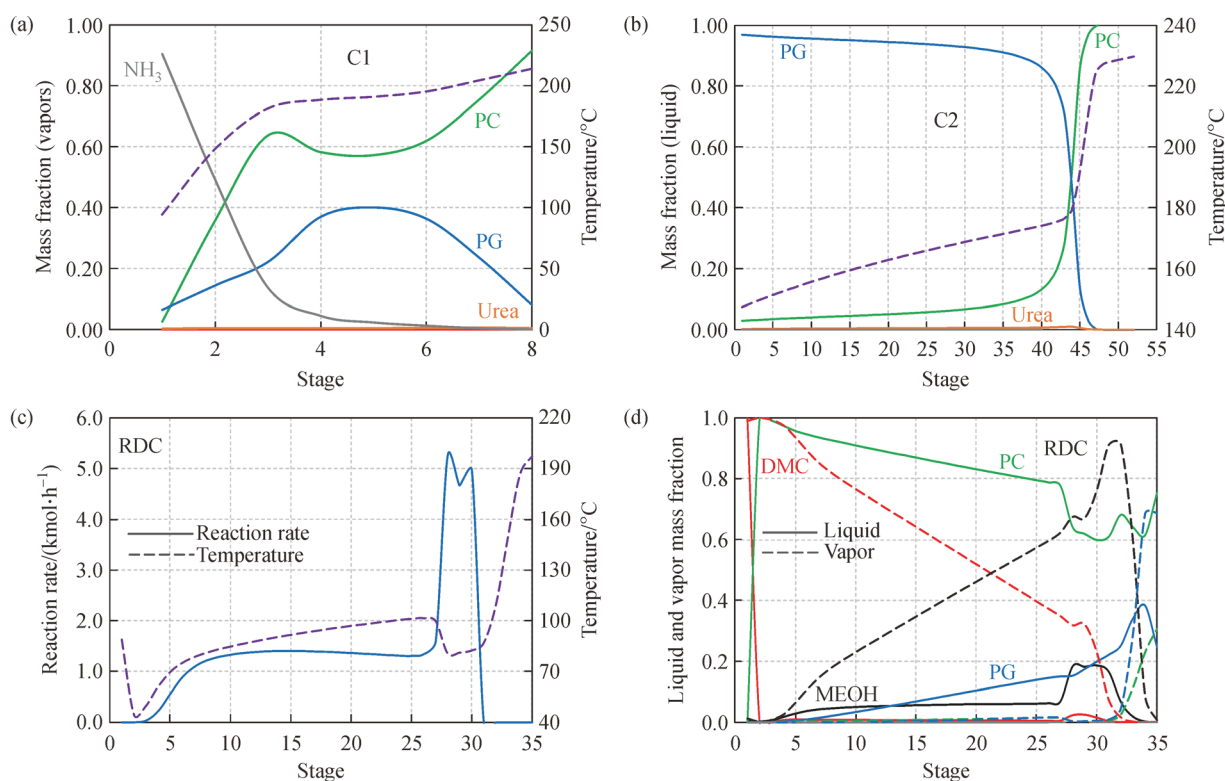 (a)
1.00
0.80
0.60
0.40
0.20
0.00
Mass fraction (vapors)
250
200
150
100
50
0
Temperature/°C
C1
NH3
PC
PG
Urea
0 2 4 6 8
Stage
(b)
1.00
0.80
0.60
0.40
0.20
0.00
Mass fraction (liquid)
240
220
200
180
160
140
Temperature/°C
PG
PC
C2
Urea
0 5 10 15 20 25 30 35 40 45 50 55
Stage
(c)
6.0
5.0
4.0
3.0
2.0
1.0
0.0
Reaction rate/(kmol·h−1)
220
190
160
130
100
70
40
Temperature/°C
RDC
Reaction rate
Temperature
0 5 10 15 20 25 30 35
Stage
(d)
1.0
0.8
0.6
0.4
0.2
0.0
Liquid and vapor mass fraction
DMC
RDC
PC
Liquid
Vapor
PG
MEOH
0 5 10 15 20 25 30 35
Stage